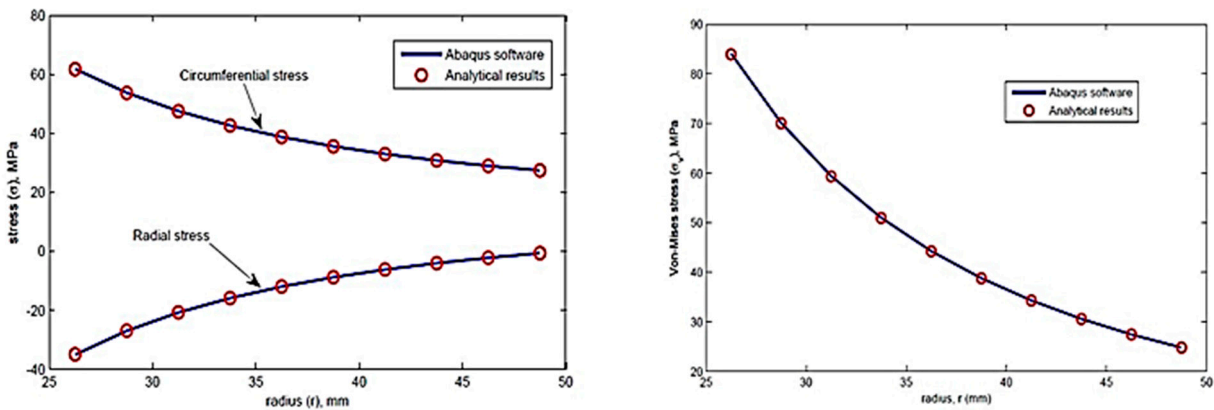 80
60
40
20
0
-20
-40
stress (σ), MPa
Abaqus software
Analytical results
Circumferential stress
Radial stress
25
30
35
40
45
50
radius (r), mm
90
80
70
60
50
40
30
20
Von-Mises stress (σᵥ), MPa
Abaqus software
Analytical results
25
30
35
40
45
50
radius, r (mm)